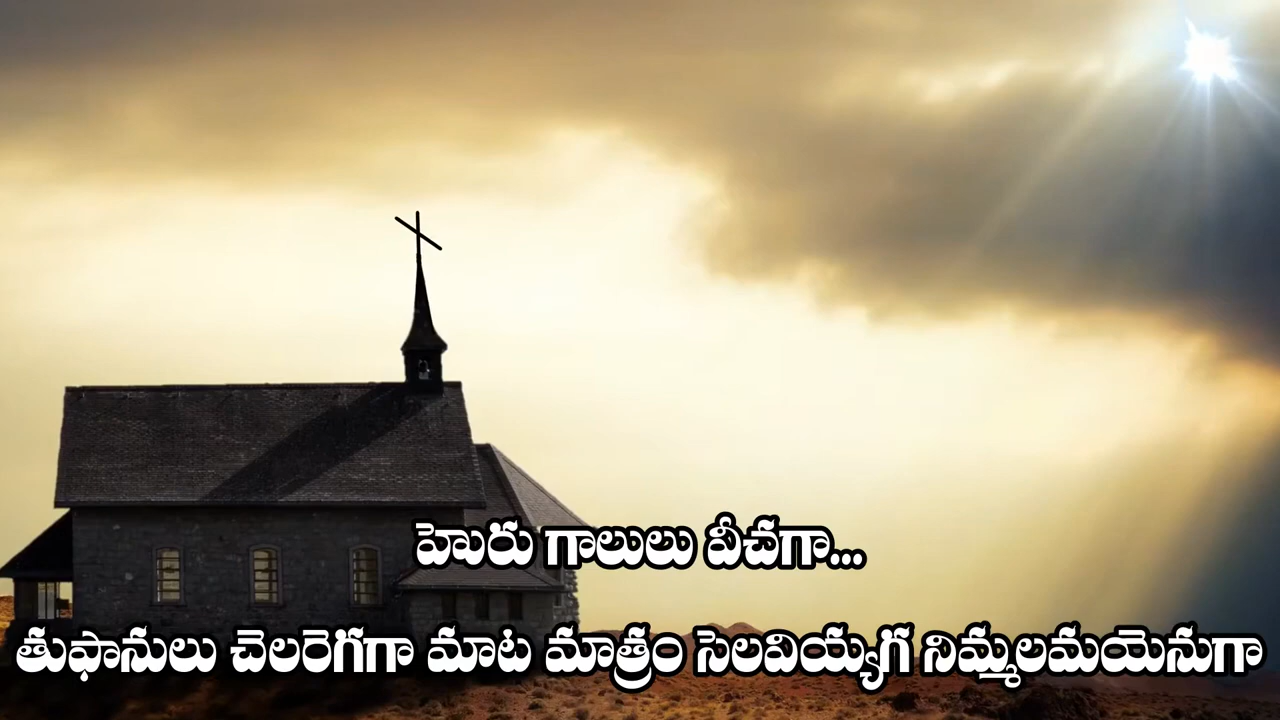 హెురు గాలులు వీచగా...
తుఫానులు చెలరెగగా మాట మాత్రం సెలవియ్యగ నిమ్మలమయెనుగా